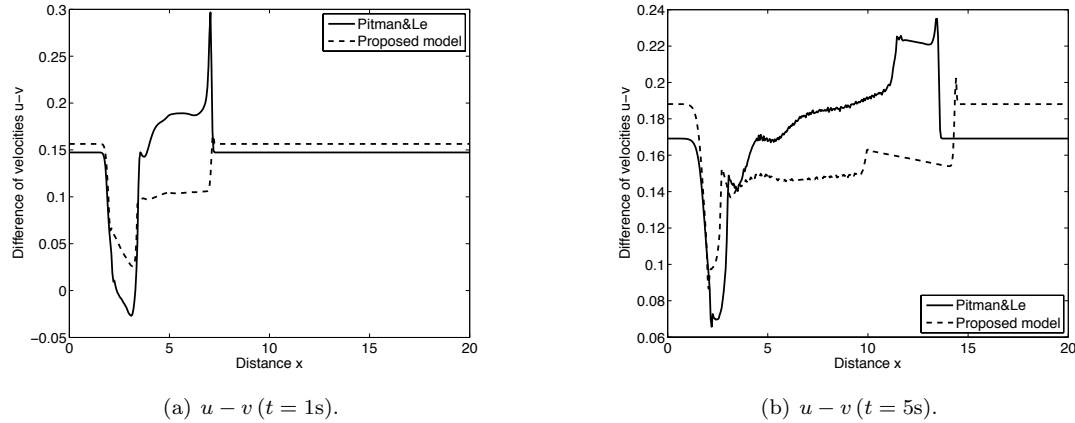 0.3
0.25
0.2
0.15
0.1
0.05
0
−0.05
0 5 10 15 20
Difference of velocities u−v
Distance x
Pitman&Le
Proposed model
(a) u − v (t = 1s).
0.24
0.22
0.2
0.18
0.16
0.14
0.12
0.1
0.08
0.06
0 5 10 15 20
Difference of velocities u−v
Distance x
Pitman&Le
Proposed model
(b) u − v (t = 5s).